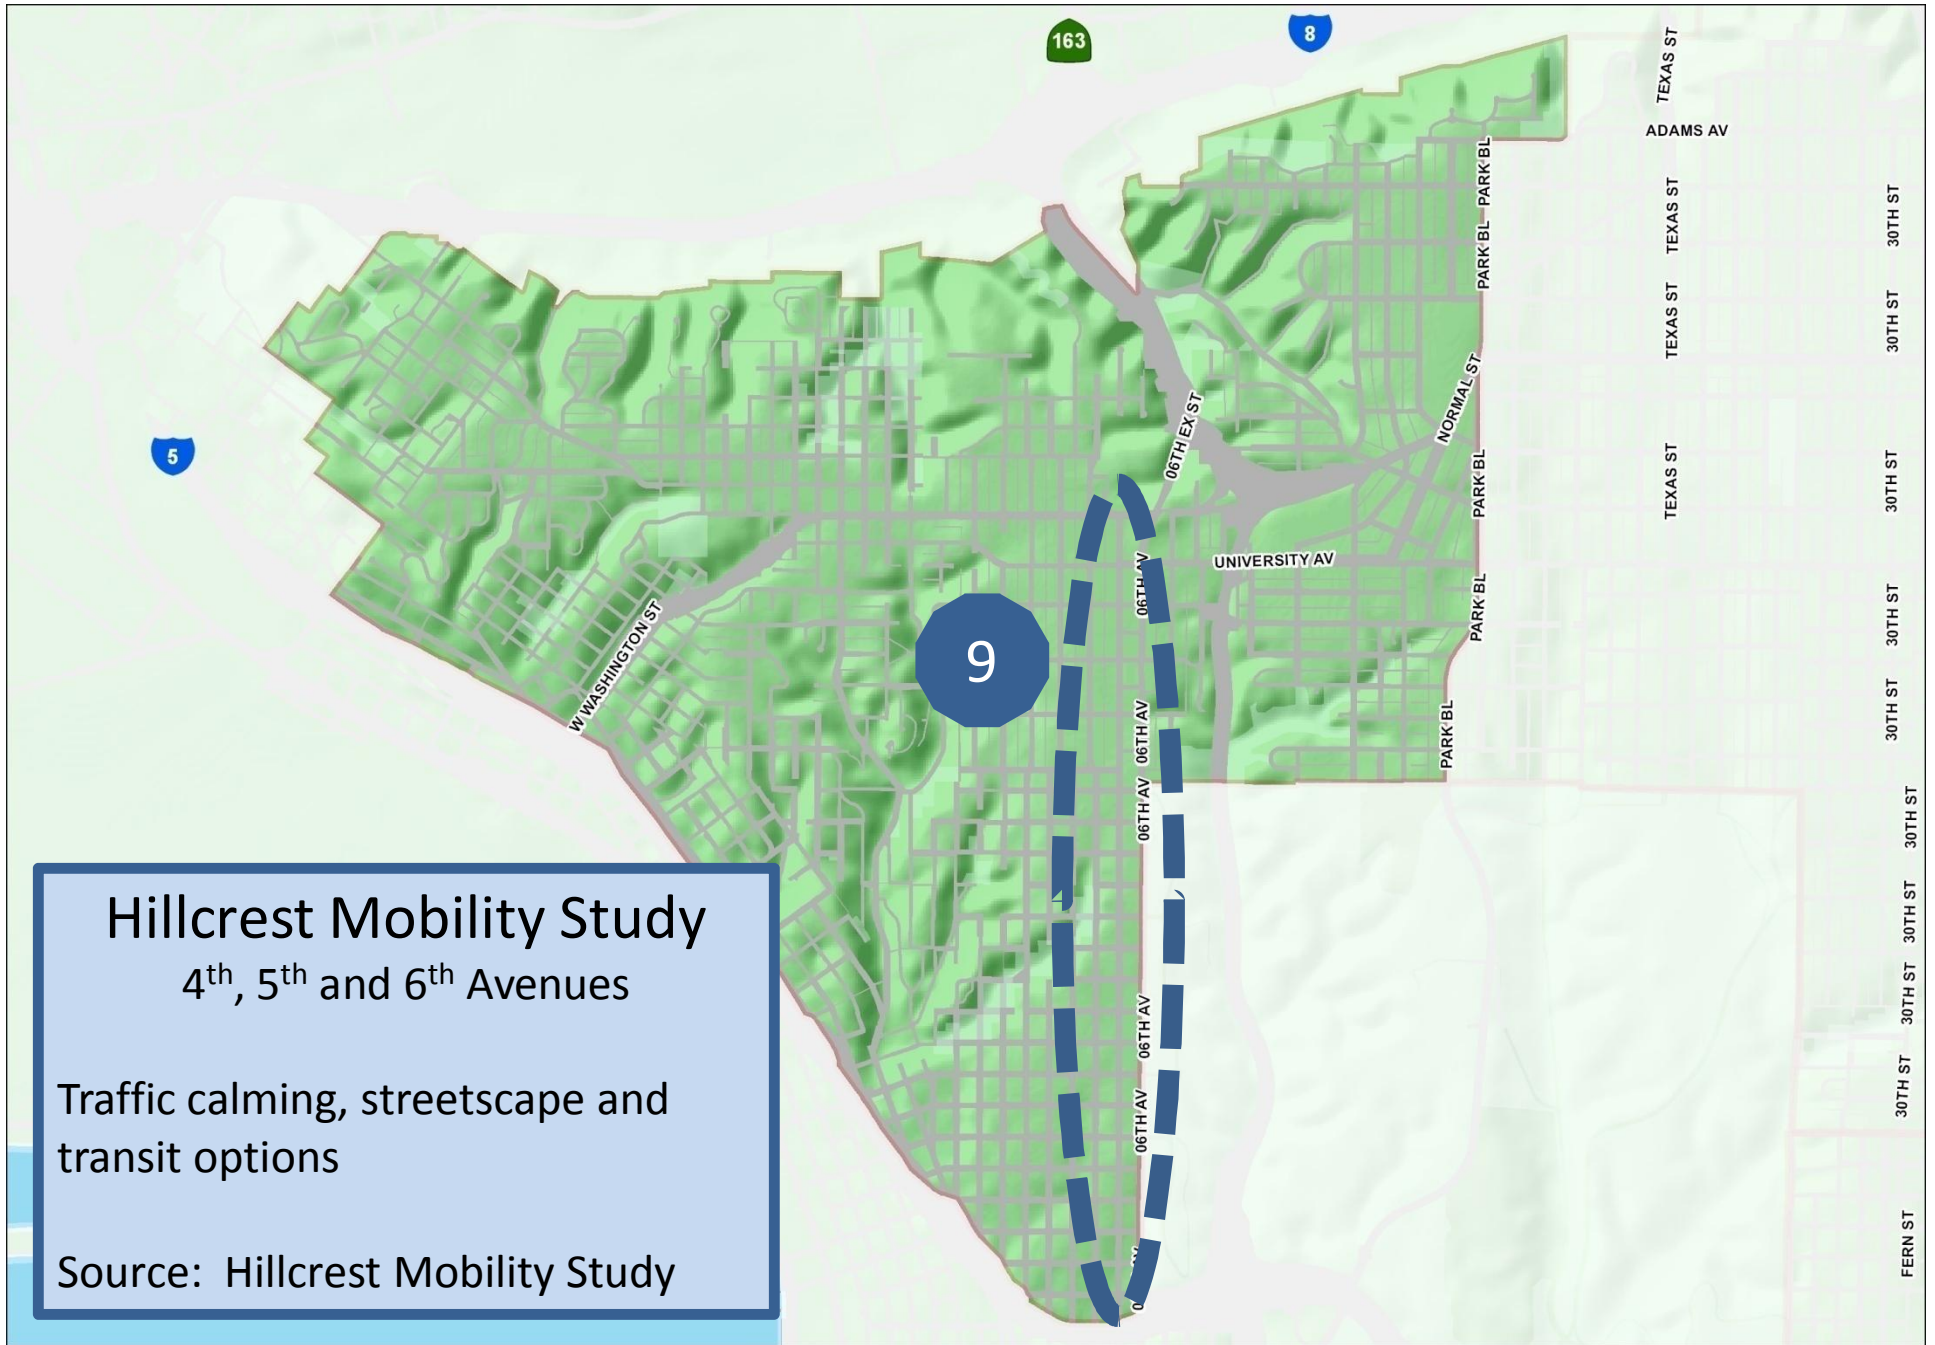 163
8
TEXAS ST
ADAMS AV
PARK BL
TEXAS ST
30TH ST
PARK BL
TEXAS ST
30TH ST
NORMAL ST
06TH EX ST
5
PARK BL
TEXAS ST
30TH ST
06TH AV
UNIVERSITY AV
PARK BL
30TH ST
9
W WASHINGTON ST
06TH AV
PARK BL
30TH ST
06TH AV
30TH ST
Hillcrest Mobility Study
4th, 5th and 6th Avenues
Traffic calming, streetscape and
transit options
Source: Hillcrest Mobility Study
30TH ST
06TH AV
30TH ST
06TH AV
30TH ST
FERN ST